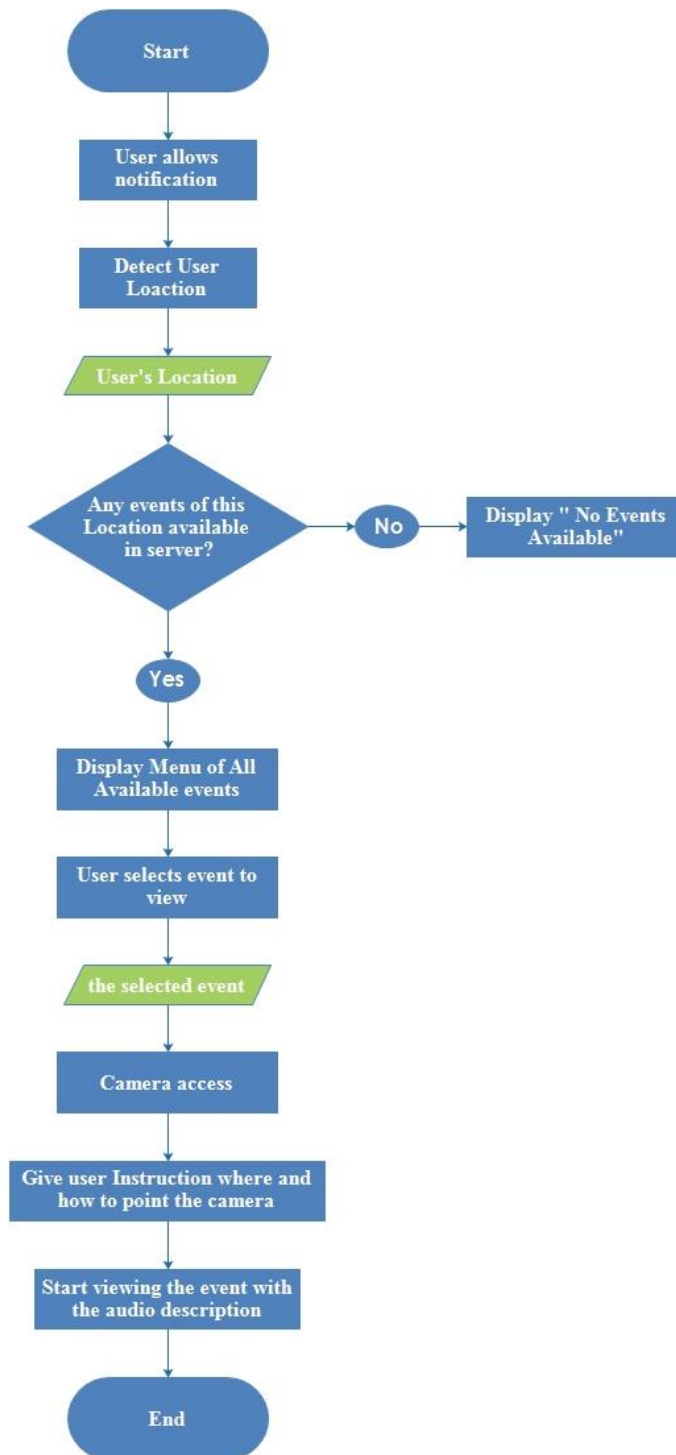 Start
User allows
notification
Detect User
Loaction
User's Location
Any events of this
Location available
in server?
No
Display " No Events
Available"
Yes
Display Menu of All
Available events
User selects event to
view
the selected event
Camera access
Give user Instruction where and
how to point the camera
Start viewing the event with
the audio description
End